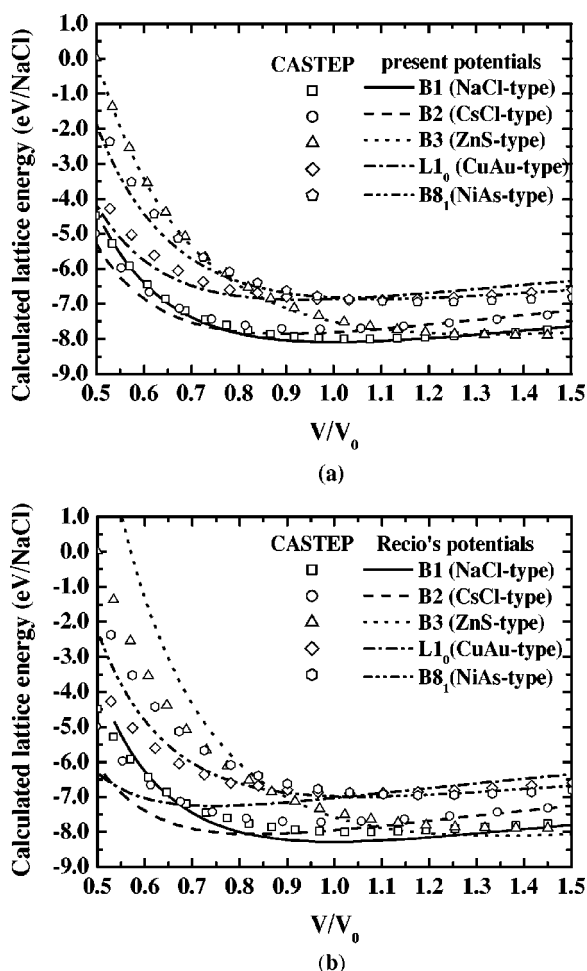 Calculated lattice energy (eV/NaCl)
1.0
0.0
-1.0
-2.0
-3.0
-4.0
-5.0
-6.0
-7.0
-8.0
-9.0
CASTEP present potentials
B1 (NaCl-type)
B2 (CsCl-type)
B3 (ZnS-type)
L1₀ (CuAu-type)
B8₁(NiAs-type)
0.5 0.6 0.7 0.8 0.9 1.0 1.1 1.2 1.3 1.4 1.5
V/V₀
(a)
Calculated lattice energy (eV/NaCl)
1.0
0.0
-1.0
-2.0
-3.0
-4.0
-5.0
-6.0
-7.0
-8.0
-9.0
CASTEP Recio's potentials
B1 (NaCl-type)
B2 (CsCl-type)
B3 (ZnS-type)
L1₀(CuAu-type)
B8₁(NiAs-type)
0.5 0.6 0.7 0.8 0.9 1.0 1.1 1.2 1.3 1.4 1.5
V/V₀
(b)